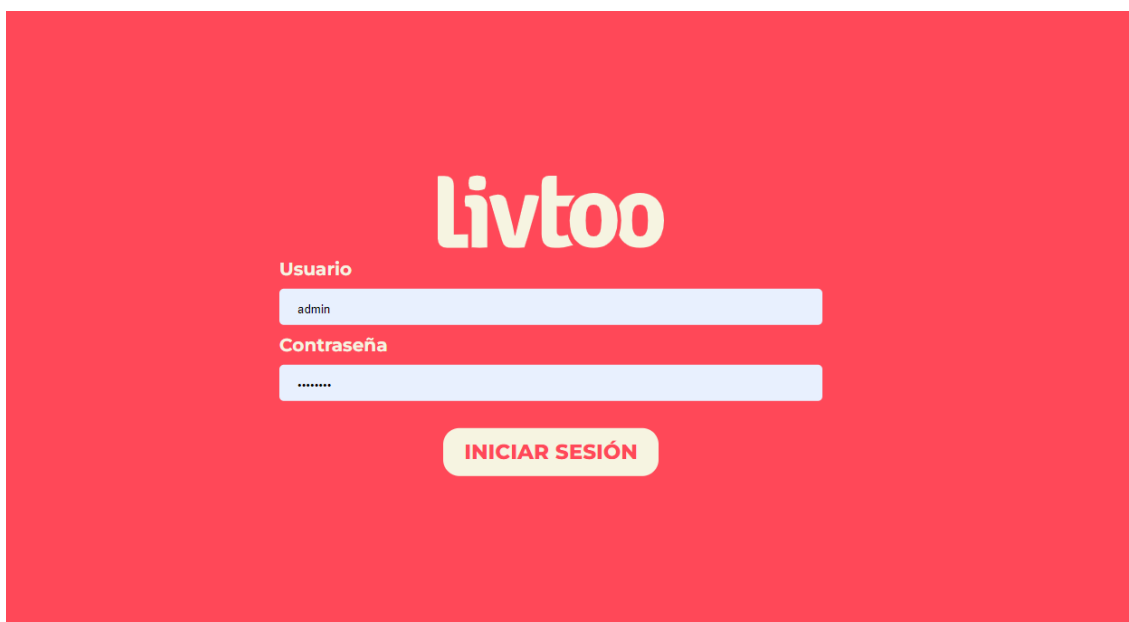 Livtoo
Usuario
admin
Contraseña
••••••••
INICIAR SESIÓN